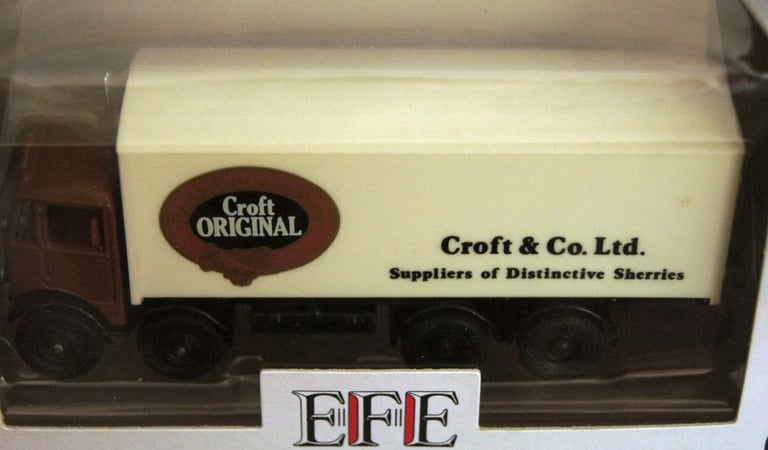 Croft
ORIGINAL
Croft & Co. Ltd.
Suppliers of Distinctive Sherries
EFE